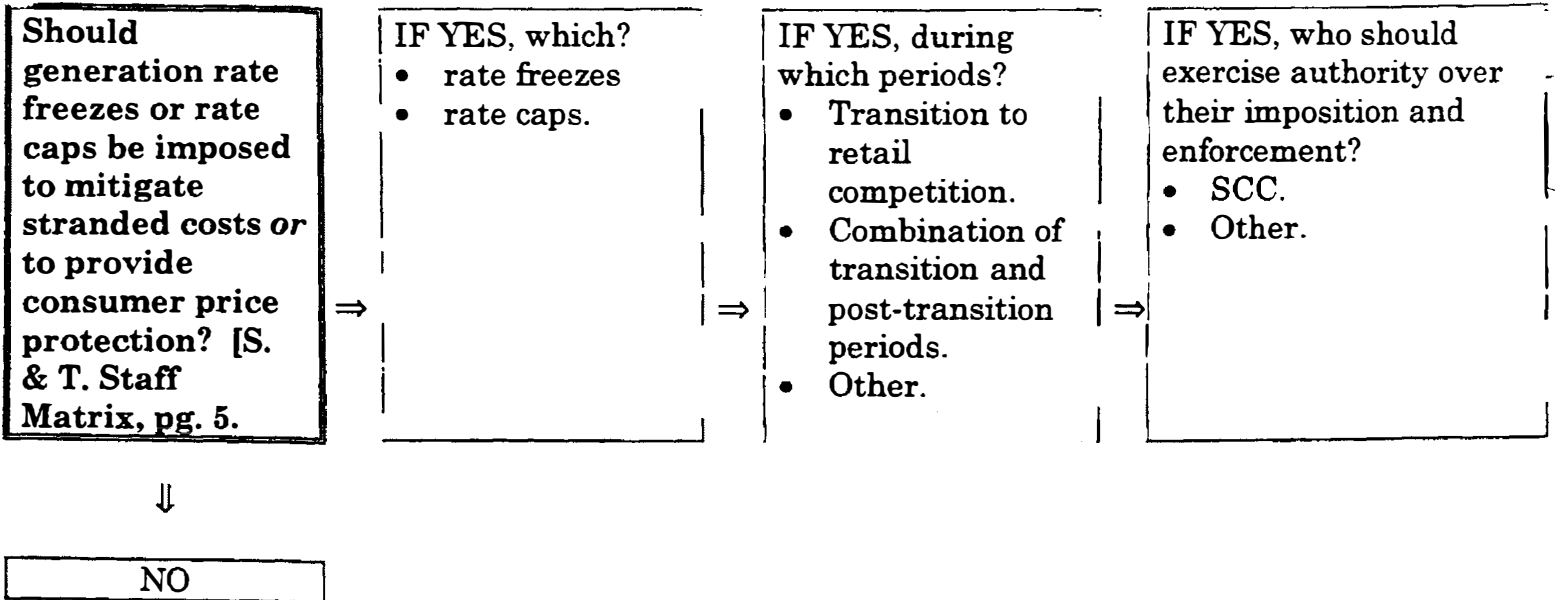 Should
generation rate
freezes or rate
caps be imposed
to mitigate
stranded costs or
to provide
consumer price
protection? [S.
& T. Staff
Matrix, pg. 5.
⇒
IF YES, which?
• rate freezes
• rate caps.
⇒
IF YES, during
which periods?
• Transition to
retail
competition.
• Combination of
transition and
post-transition
periods.
• Other.
⇒
IF YES, who should
exercise authority over
their imposition and
enforcement?
• SCC.
• Other.
⇓
NO